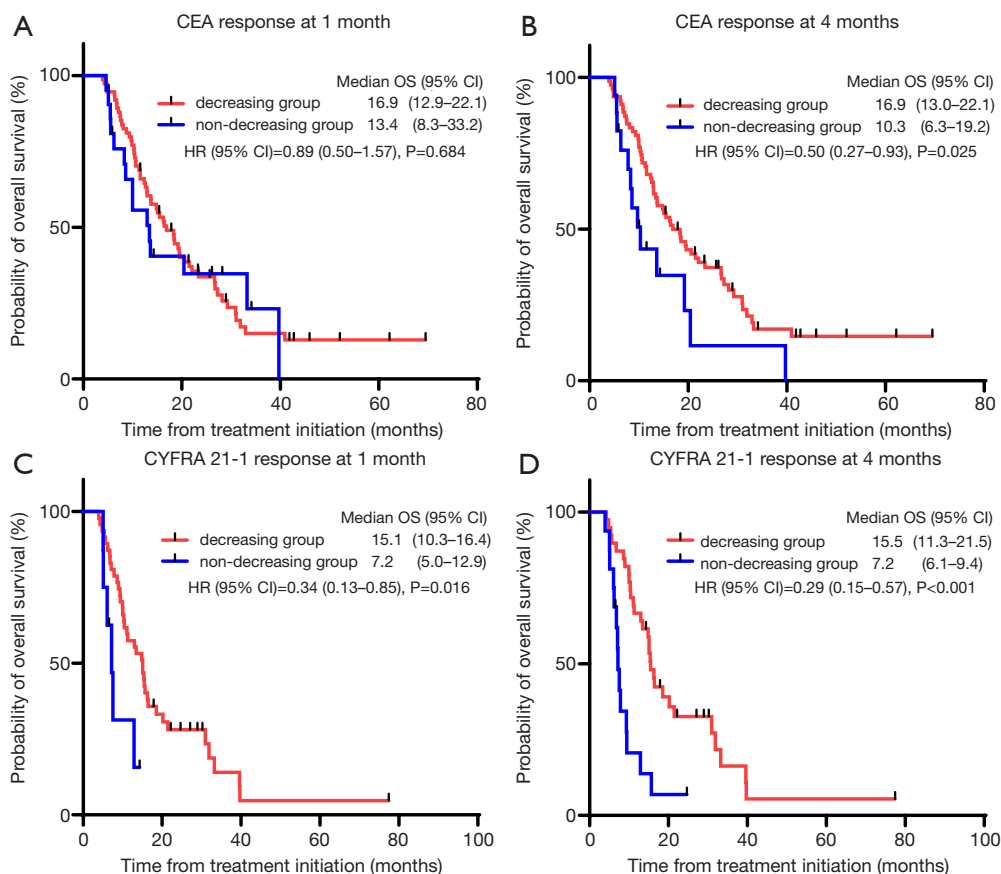 A
CEA response at 1 month
Probability of overall survival (%)
100
50
0
Median OS (95% CI)
decreasing group 16.9 (12.9–22.1)
non-decreasing group 13.4 (8.3–33.2)
HR (95% CI)=0.89 (0.50–1.57), P=0.684
0 20 40 60 80
Time from treatment initiation (months)
B
CEA response at 4 months
Probability of overall survival (%)
100
50
0
Median OS (95% CI)
decreasing group 16.9 (13.0–22.1)
non-decreasing group 10.3 (6.3–19.2)
HR (95% CI)=0.50 (0.27–0.93), P=0.025
0 20 40 60 80
Time from treatment initiation (months)
C
CYFRA 21-1 response at 1 month
Probability of overall survival (%)
100
50
0
Median OS (95% CI)
decreasing group 15.1 (10.3–16.4)
non-decreasing group 7.2 (5.0–12.9)
HR (95% CI)=0.34 (0.13–0.85), P=0.016
0 20 40 60 80 100
Time from treatment initiation (months)
D
CYFRA 21-1 response at 4 months
Probability of overall survival (%)
100
50
0
Median OS (95% CI)
decreasing group 15.5 (11.3–21.5)
non-decreasing group 7.2 (6.1–9.4)
HR (95% CI)=0.29 (0.15–0.57), P<0.001
0 20 40 60 80 100
Time from treatment initiation (months)